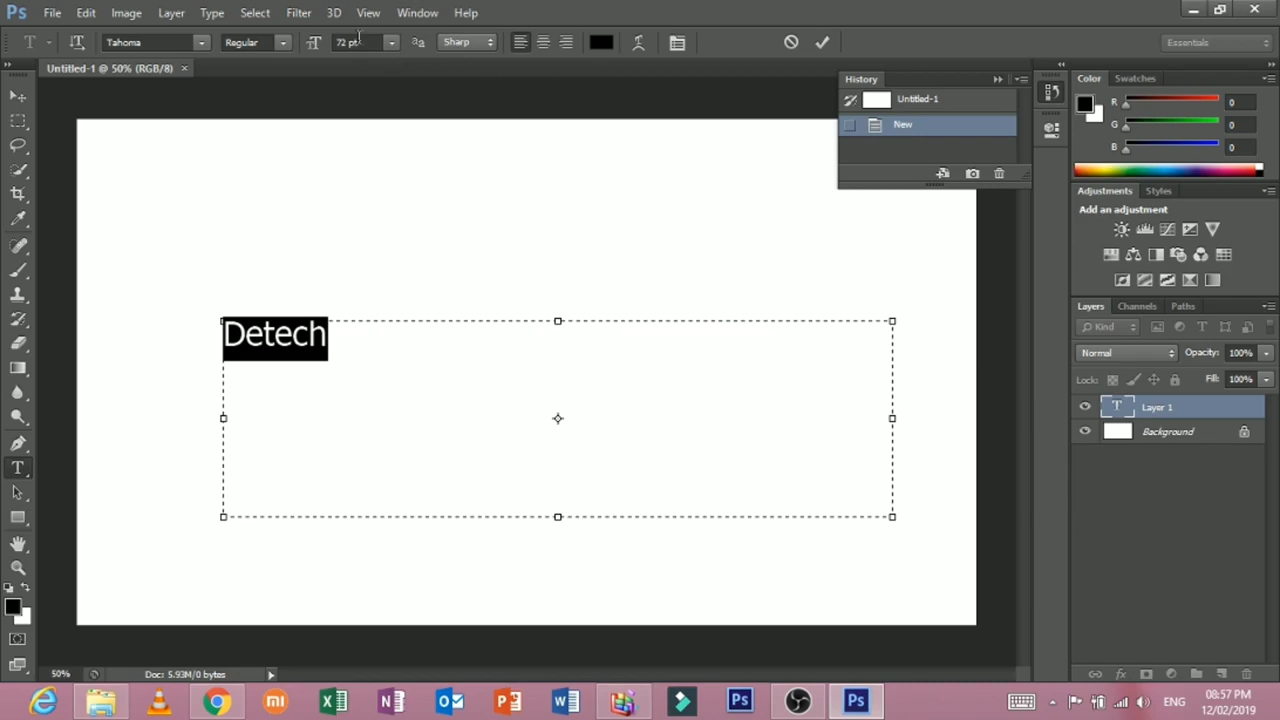 Ps File Edit Image Layer Type Select Filter 3D View Window Help
T Tahoma Regular 72 pt aa Sharp Essentials
Untitled-1 @ 50% (RGB/8) ×
History
Untitled-1
New
Color Swatches
R 0
G 0
B 0
Adjustments Styles
Add an adjustment
Detech
Layers Channels Paths
Kind
Normal Opacity: 100%
Lock: Fill: 100%
T Layer 1
Background
50% Doc: 5.93M/0 bytes
ENG
08:57 PM
12/02/2019